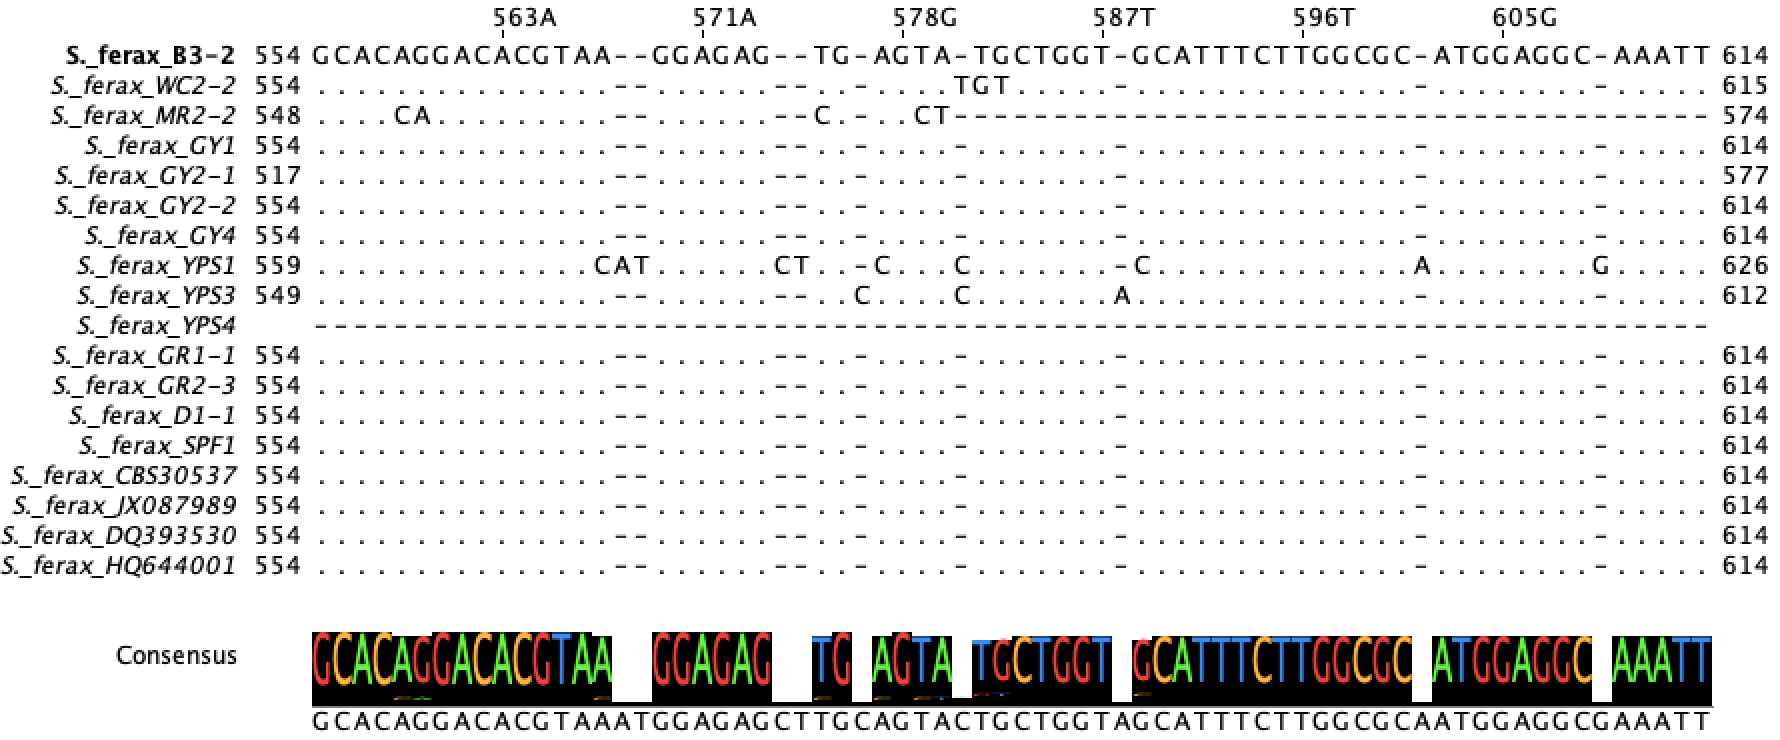 563A 571A 578G 587T 596T 605G
S._ferax_B3-2 554 GCACAGGACACGTAA--GGAGAG--TG-AGTA-TGCTGGT-GCATTTCTTGGCGC-ATGGAGGC-AAATT 614
S._ferax_WC2-2 554 ...............--......--..-....TGT.....-..............-........-..... 615
S._ferax_MR2-2 548 ....CA.........--......--C.-..CT-------------------------------------- 574
S._ferax_GY1 554 ...............--......--..-....-.......-..............-........-..... 614
S._ferax_GY2-1 517 ...............--......--..-....-.......-..............-........-..... 577
S._ferax_GY2-2 554 ...............--......--..-....-.......-..............-........-..... 614
S._ferax_GY4 554 ...............--......--..-....-.......-..............-........-..... 614
S._ferax_YPS1 559 ..............CAT......CT..-C...C.......-C.............A........G..... 626
S._ferax_YPS3 549 ...............--......--..C....C.......A..............-........-..... 612
S._ferax_YPS4 ----------------------------------------------------------------------
S._ferax_GR1-1 554 ...............--......--..-....-.......-..............-........-..... 614
S._ferax_GR2-3 554 ...............--......--..-....-.......-..............-........-..... 614
S._ferax_D1-1 554 ...............--......--..-....-.......-..............-........-..... 614
S._ferax_SPF1 554 ...............--......--..-....-.......-..............-........-..... 614
S._ferax_CBS30537 554 ...............--......--..-....-.......-..............-........-..... 614
S._ferax_JX087989 554 ...............--......--..-....-.......-..............-........-..... 614
S._ferax_DQ393530 554 ...............--......--..-....-.......-..............-........-..... 614
S._ferax_HQ644001 554 ...............--......--..-....-.......-..............-........-..... 614
Consensus GCACAGGACACGTAA GGAGAG TG AGTA TGCTGGT GCATTTCTTGGCGC ATGGAGGC AAATT
GCACAGGACACGTAAATGGAGAGCTTGCAGTACTGCTGGTAGCATTTCTTGGCGCAATGGAGGCGAAATT